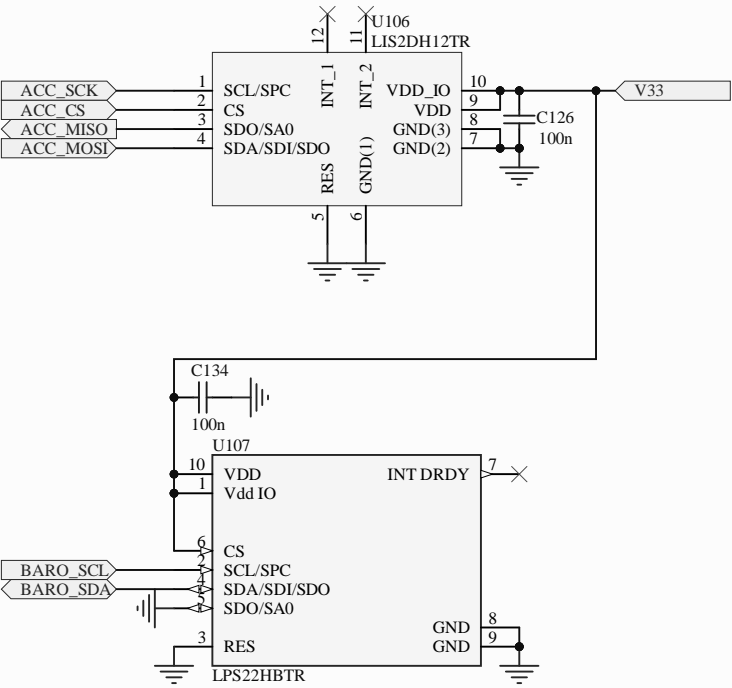 U106
LIS2DH12TR
12
11
INT_1
INT_2
ACC_SCK 1 SCL/SPC VDD_IO 10 V33
ACC_CS 2 CS VDD 9
ACC_MISO 3 SDO/SA0 GND(3) 8
ACC_MOSI 4 SDA/SDI/SDO GND(2) 7
C126
100n
RES
GND(1)
5
6
C134
100n
U107
10 VDD INT DRDY 7
1 Vdd IO
6 CS
BARO_SCL 2 SCL/SPC
BARO_SDA 4 SDA/SDI/SDO
5 SDO/SA0
GND 8
3 RES GND 9
LPS22HBTR